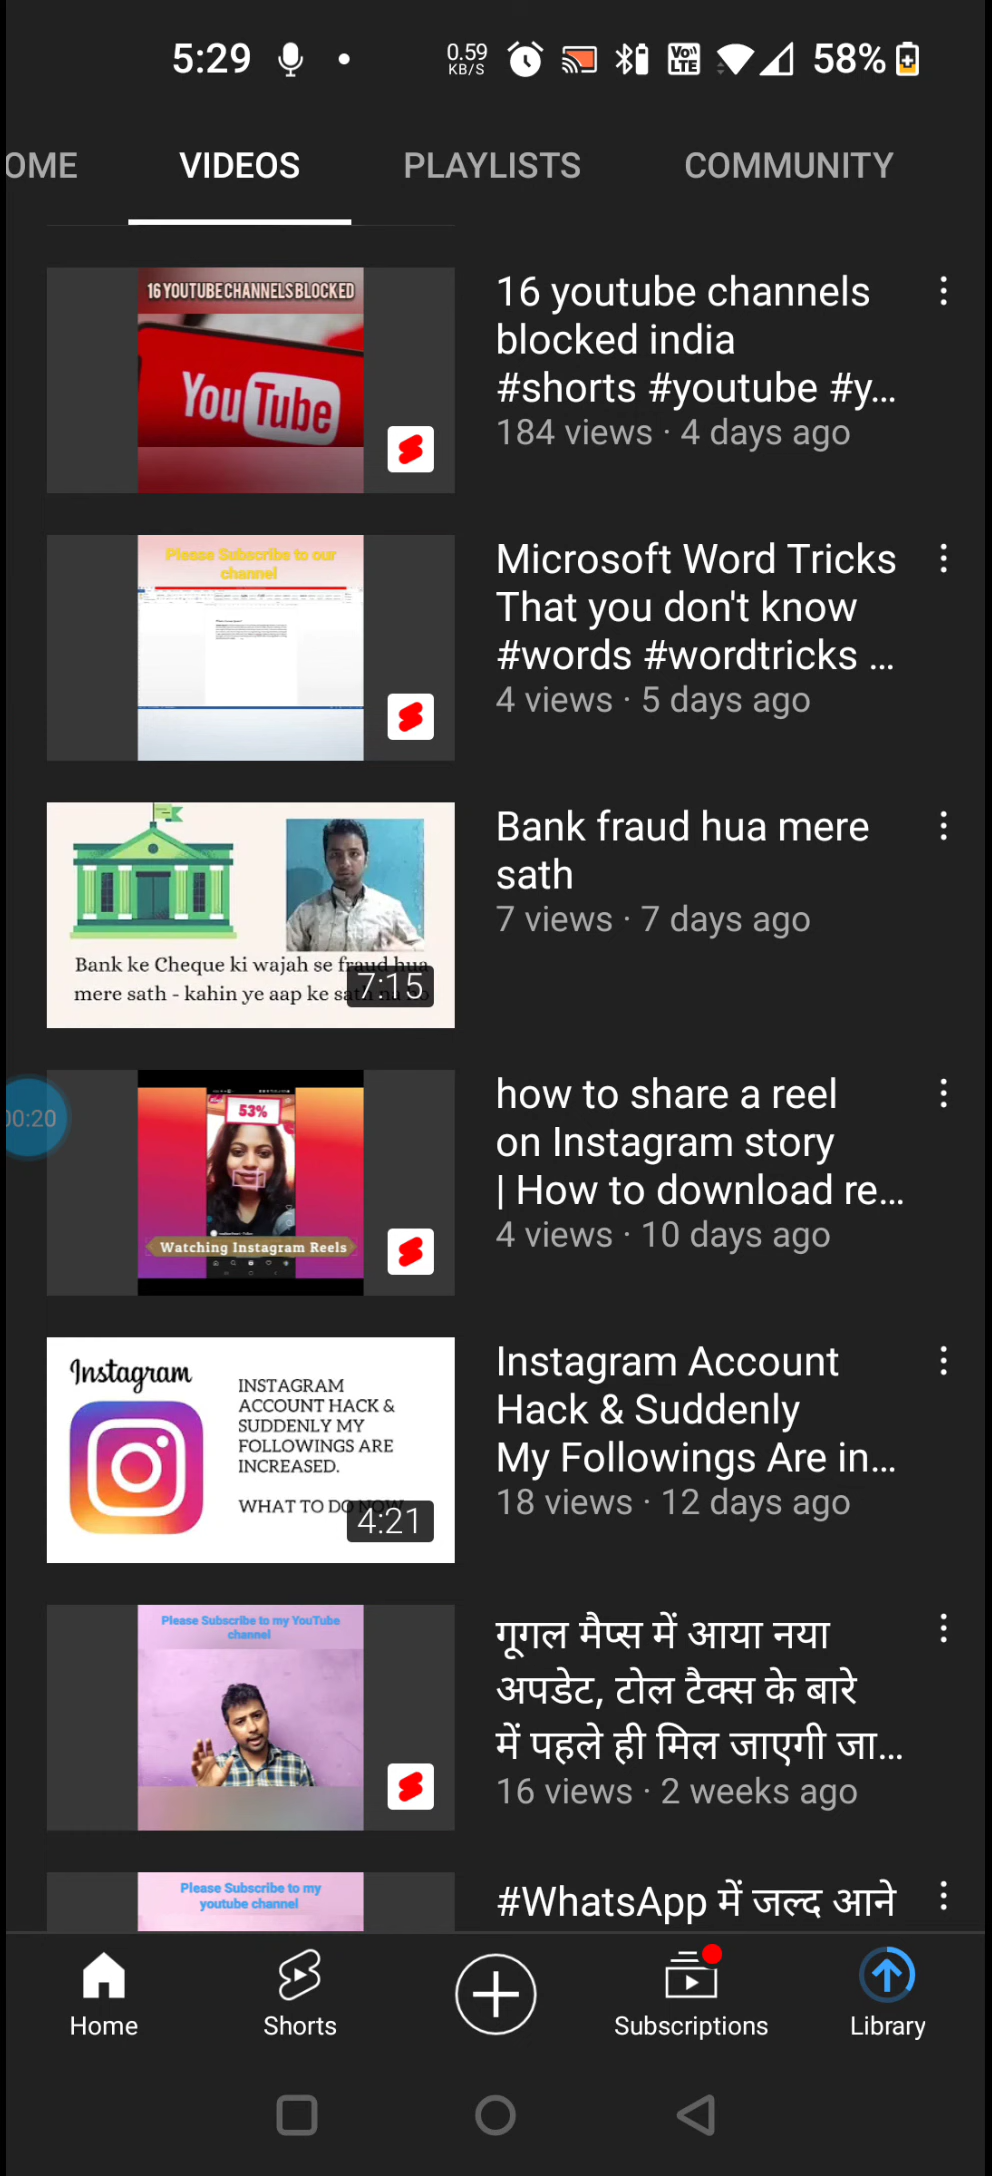 5:29
0.59 KB/S
Vo LTE
58%
OME VIDEOS PLAYLISTS COMMUNITY
16 YOUTUBE CHANNELS BLOCKED
YouTube
16 youtube channels
blocked india
#shorts #youtube #y...
184 views · 4 days ago
Please Subscribe to our
channel
Microsoft Word Tricks
That you don't know
#words #wordtricks ...
4 views · 5 days ago
Bank ke Cheque ki wajah se fraud hua
mere sath - kahin ye aap ke sath na ho
7:15
Bank fraud hua mere
sath
7 views · 7 days ago
00:20
53%
Watching Instagram Reels
how to share a reel
on Instagram story
| How to download re...
4 views · 10 days ago
Instagram
INSTAGRAM
ACCOUNT HACK &
SUDDENLY MY
FOLLOWINGS ARE
INCREASED.
WHAT TO DO NOW
4:21
Instagram Account
Hack & Suddenly
My Followings Are in...
18 views · 12 days ago
Please Subscribe to my YouTube
channel
गूगल मैप्स में आया नया
अपडेट, टोल टैक्स के बारे
में पहले ही मिल जाएगी जा...
16 views · 2 weeks ago
Please Subscribe to my
youtube channel
#WhatsApp में जल्द आने
Home Shorts Subscriptions Library